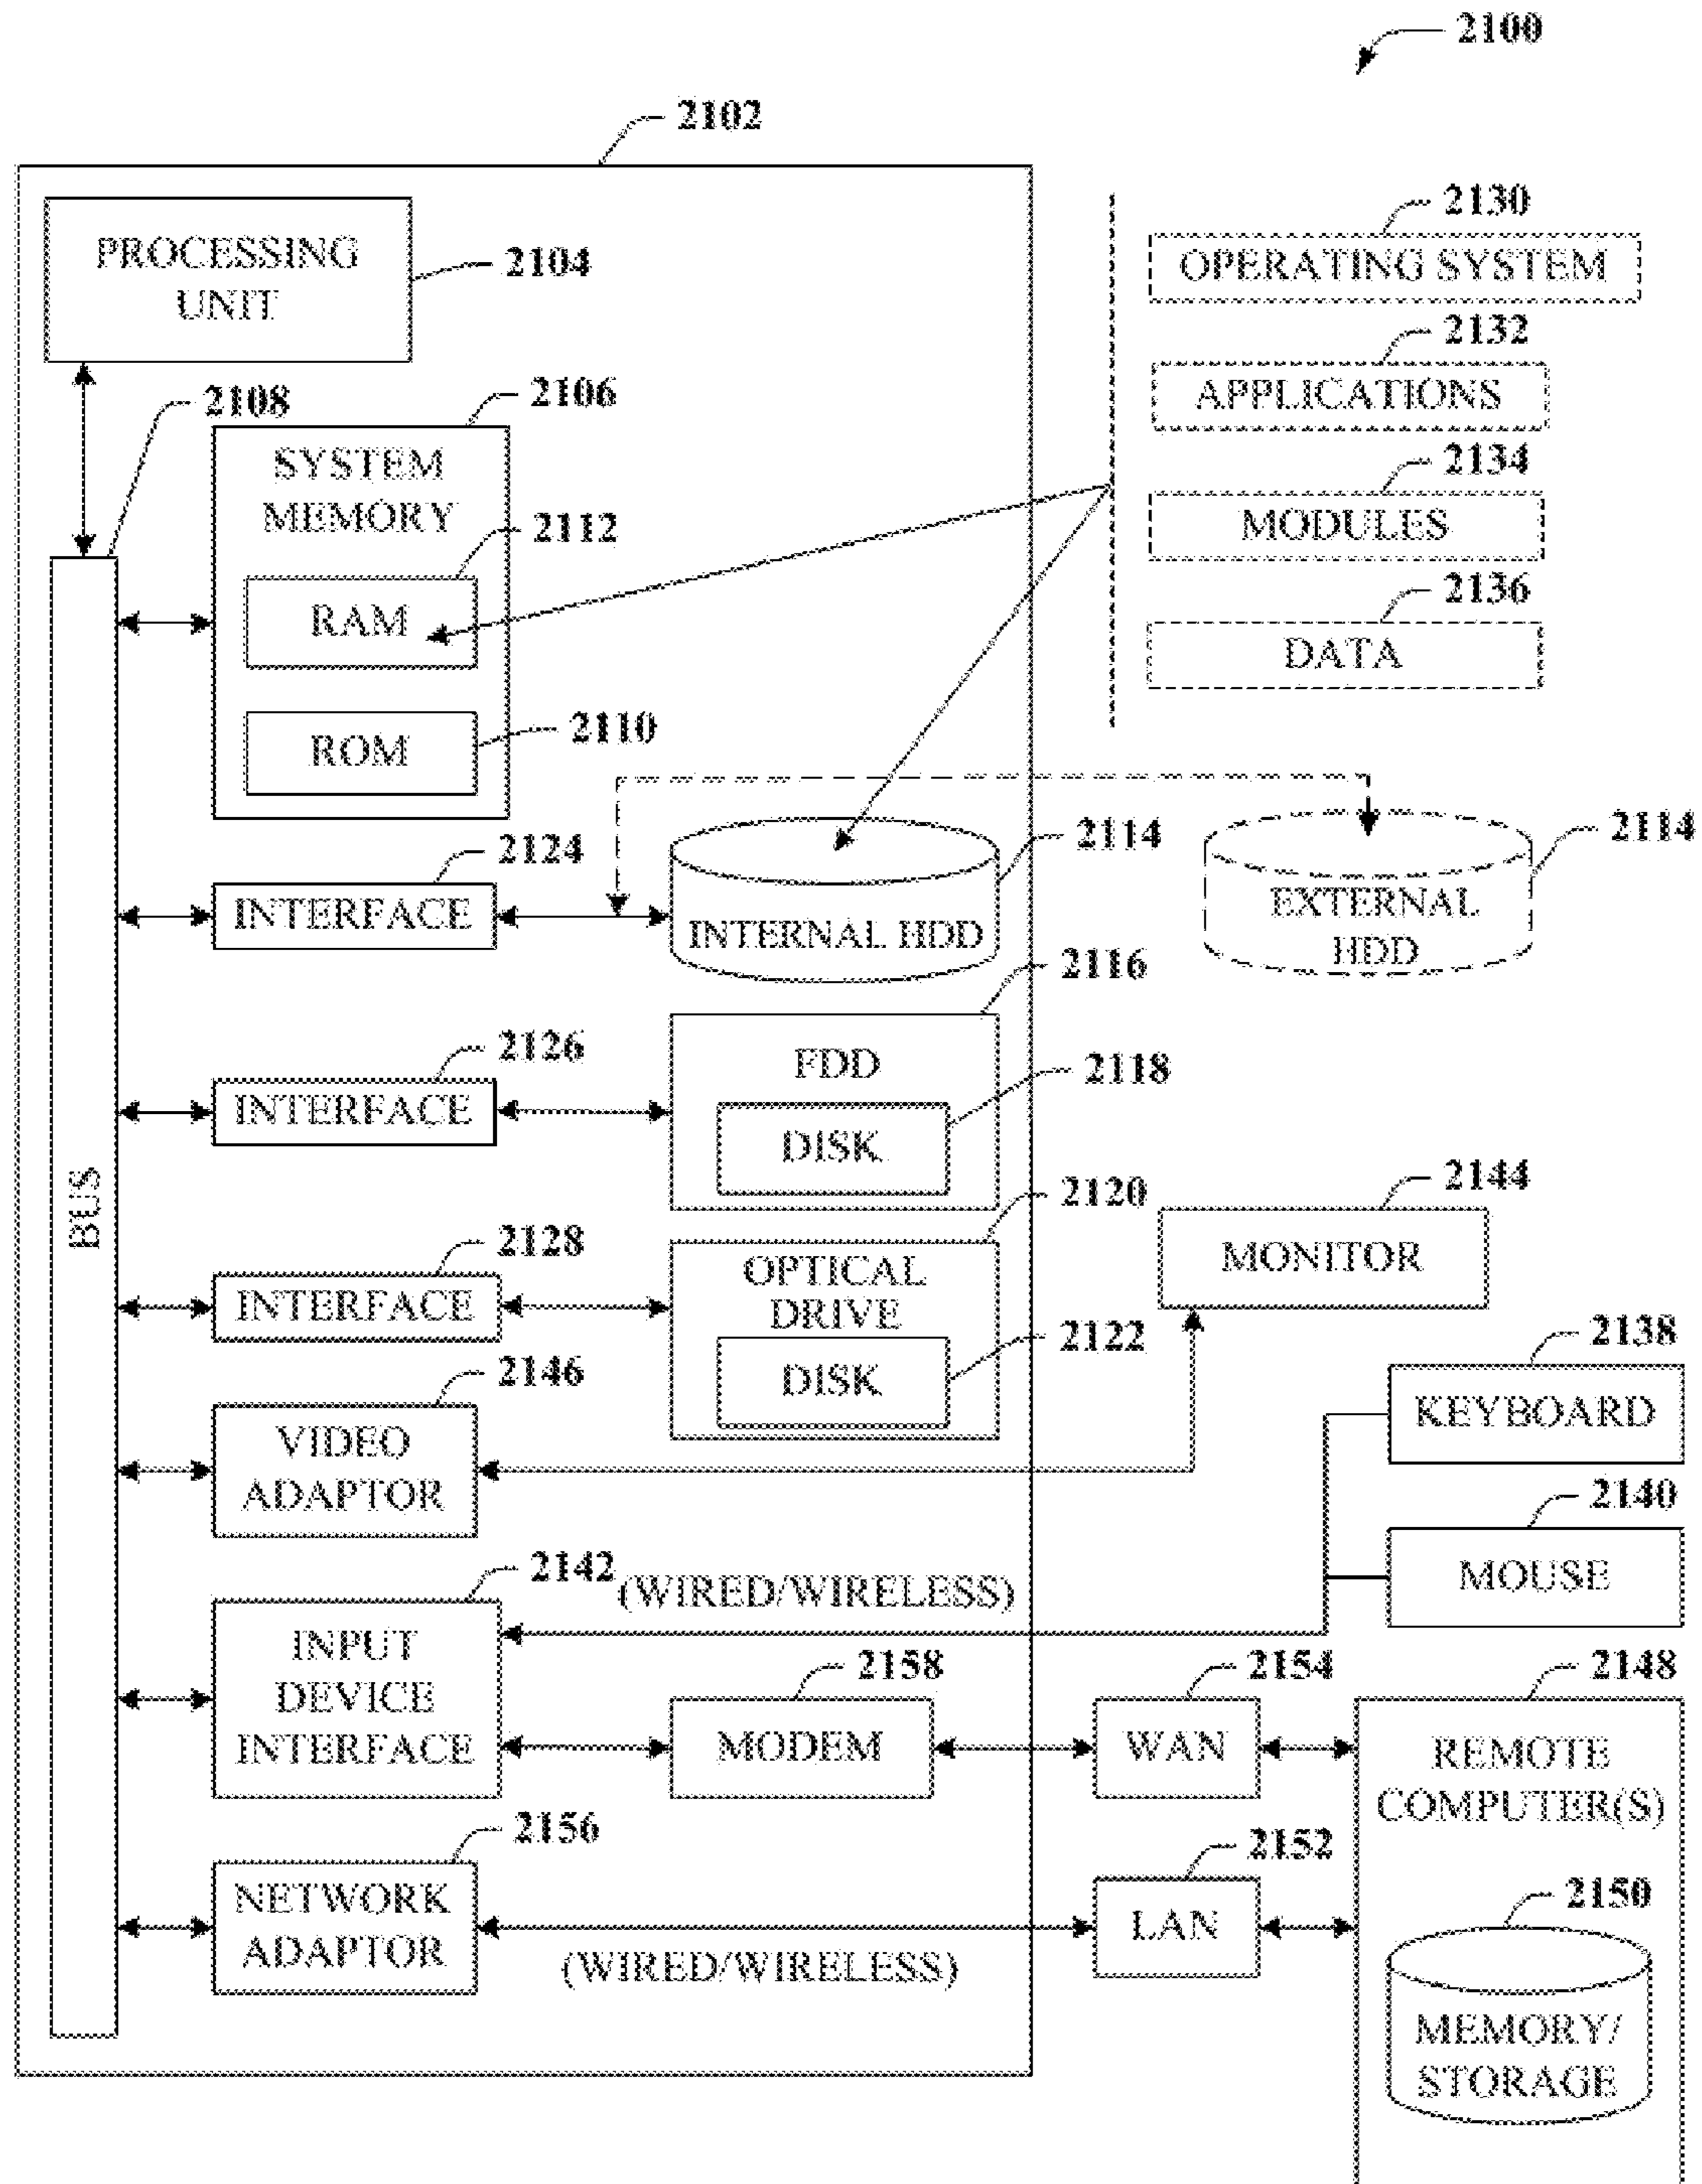 2100
2102
PROCESSING
UNIT
2104
2130
OPERATING SYSTEM
2132
APPLICATIONS
2134
MODULES
2136
DATA
2108
2106
SYSTEM
MEMORY
2112
RAM
2110
ROM
2124
INTERFACE
2114
INTERNAL HDD
2114
EXTERNAL
HDD
2126
INTERFACE
2116
FDD
2118
DISK
BUS
2128
INTERFACE
2120
OPTICAL
DRIVE
2122
DISK
2144
MONITOR
2138
KEYBOARD
2146
VIDEO
ADAPTOR
2140
MOUSE
2142
(WIRED/WIRELESS)
INPUT
DEVICE
INTERFACE
2158
MODEM
2154
WAN
2148
REMOTE
COMPUTER(S)
2156
NETWORK
ADAPTOR
(WIRED/WIRELESS)
2152
LAN
2150
MEMORY/
STORAGE